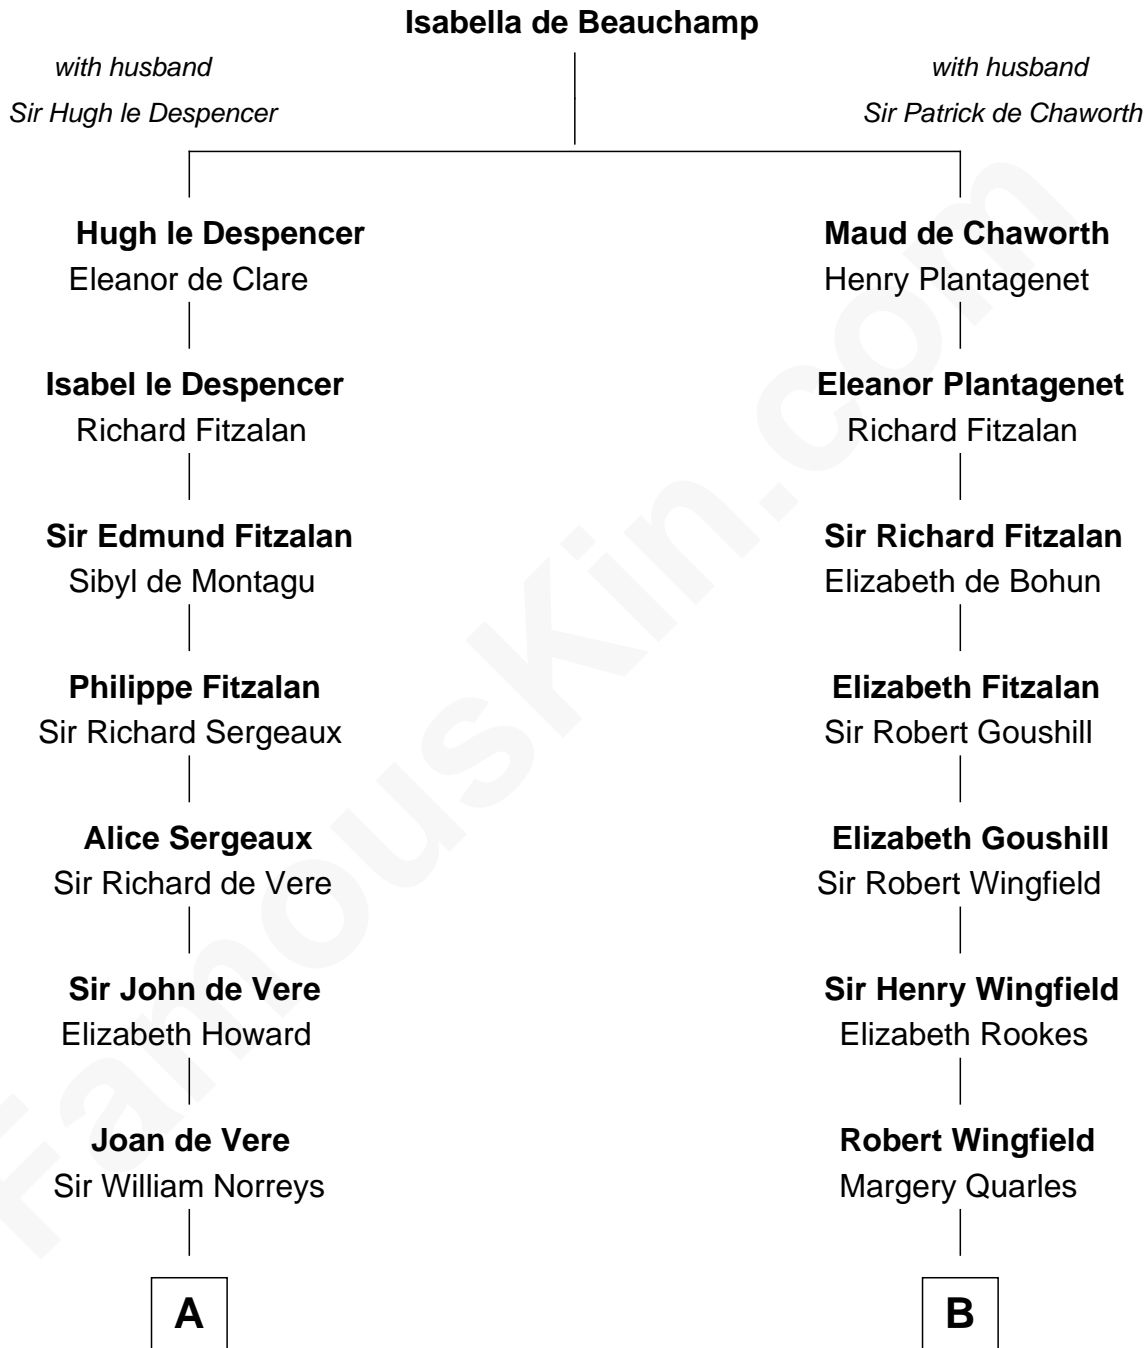 Isabella de Beauchamp
with husband
Sir Hugh le Despencer
with husband
Sir Patrick de Chaworth
Hugh le Despencer
Eleanor de Clare
Maud de Chaworth
Henry Plantagenet
Isabel le Despencer
Richard Fitzalan
Eleanor Plantagenet
Richard Fitzalan
Sir Edmund Fitzalan
Sibyl de Montagu
Sir Richard Fitzalan
Elizabeth de Bohun
Philippe Fitzalan
Sir Richard Sergeaux
Elizabeth Fitzalan
Sir Robert Goushill
Alice Sergeaux
Sir Richard de Vere
Elizabeth Goushill
Sir Robert Wingfield
Sir John de Vere
Elizabeth Howard
Sir Henry Wingfield
Elizabeth Rookes
Joan de Vere
Sir William Norreys
Robert Wingfield
Margery Quarles
A
B
FamousKin.com